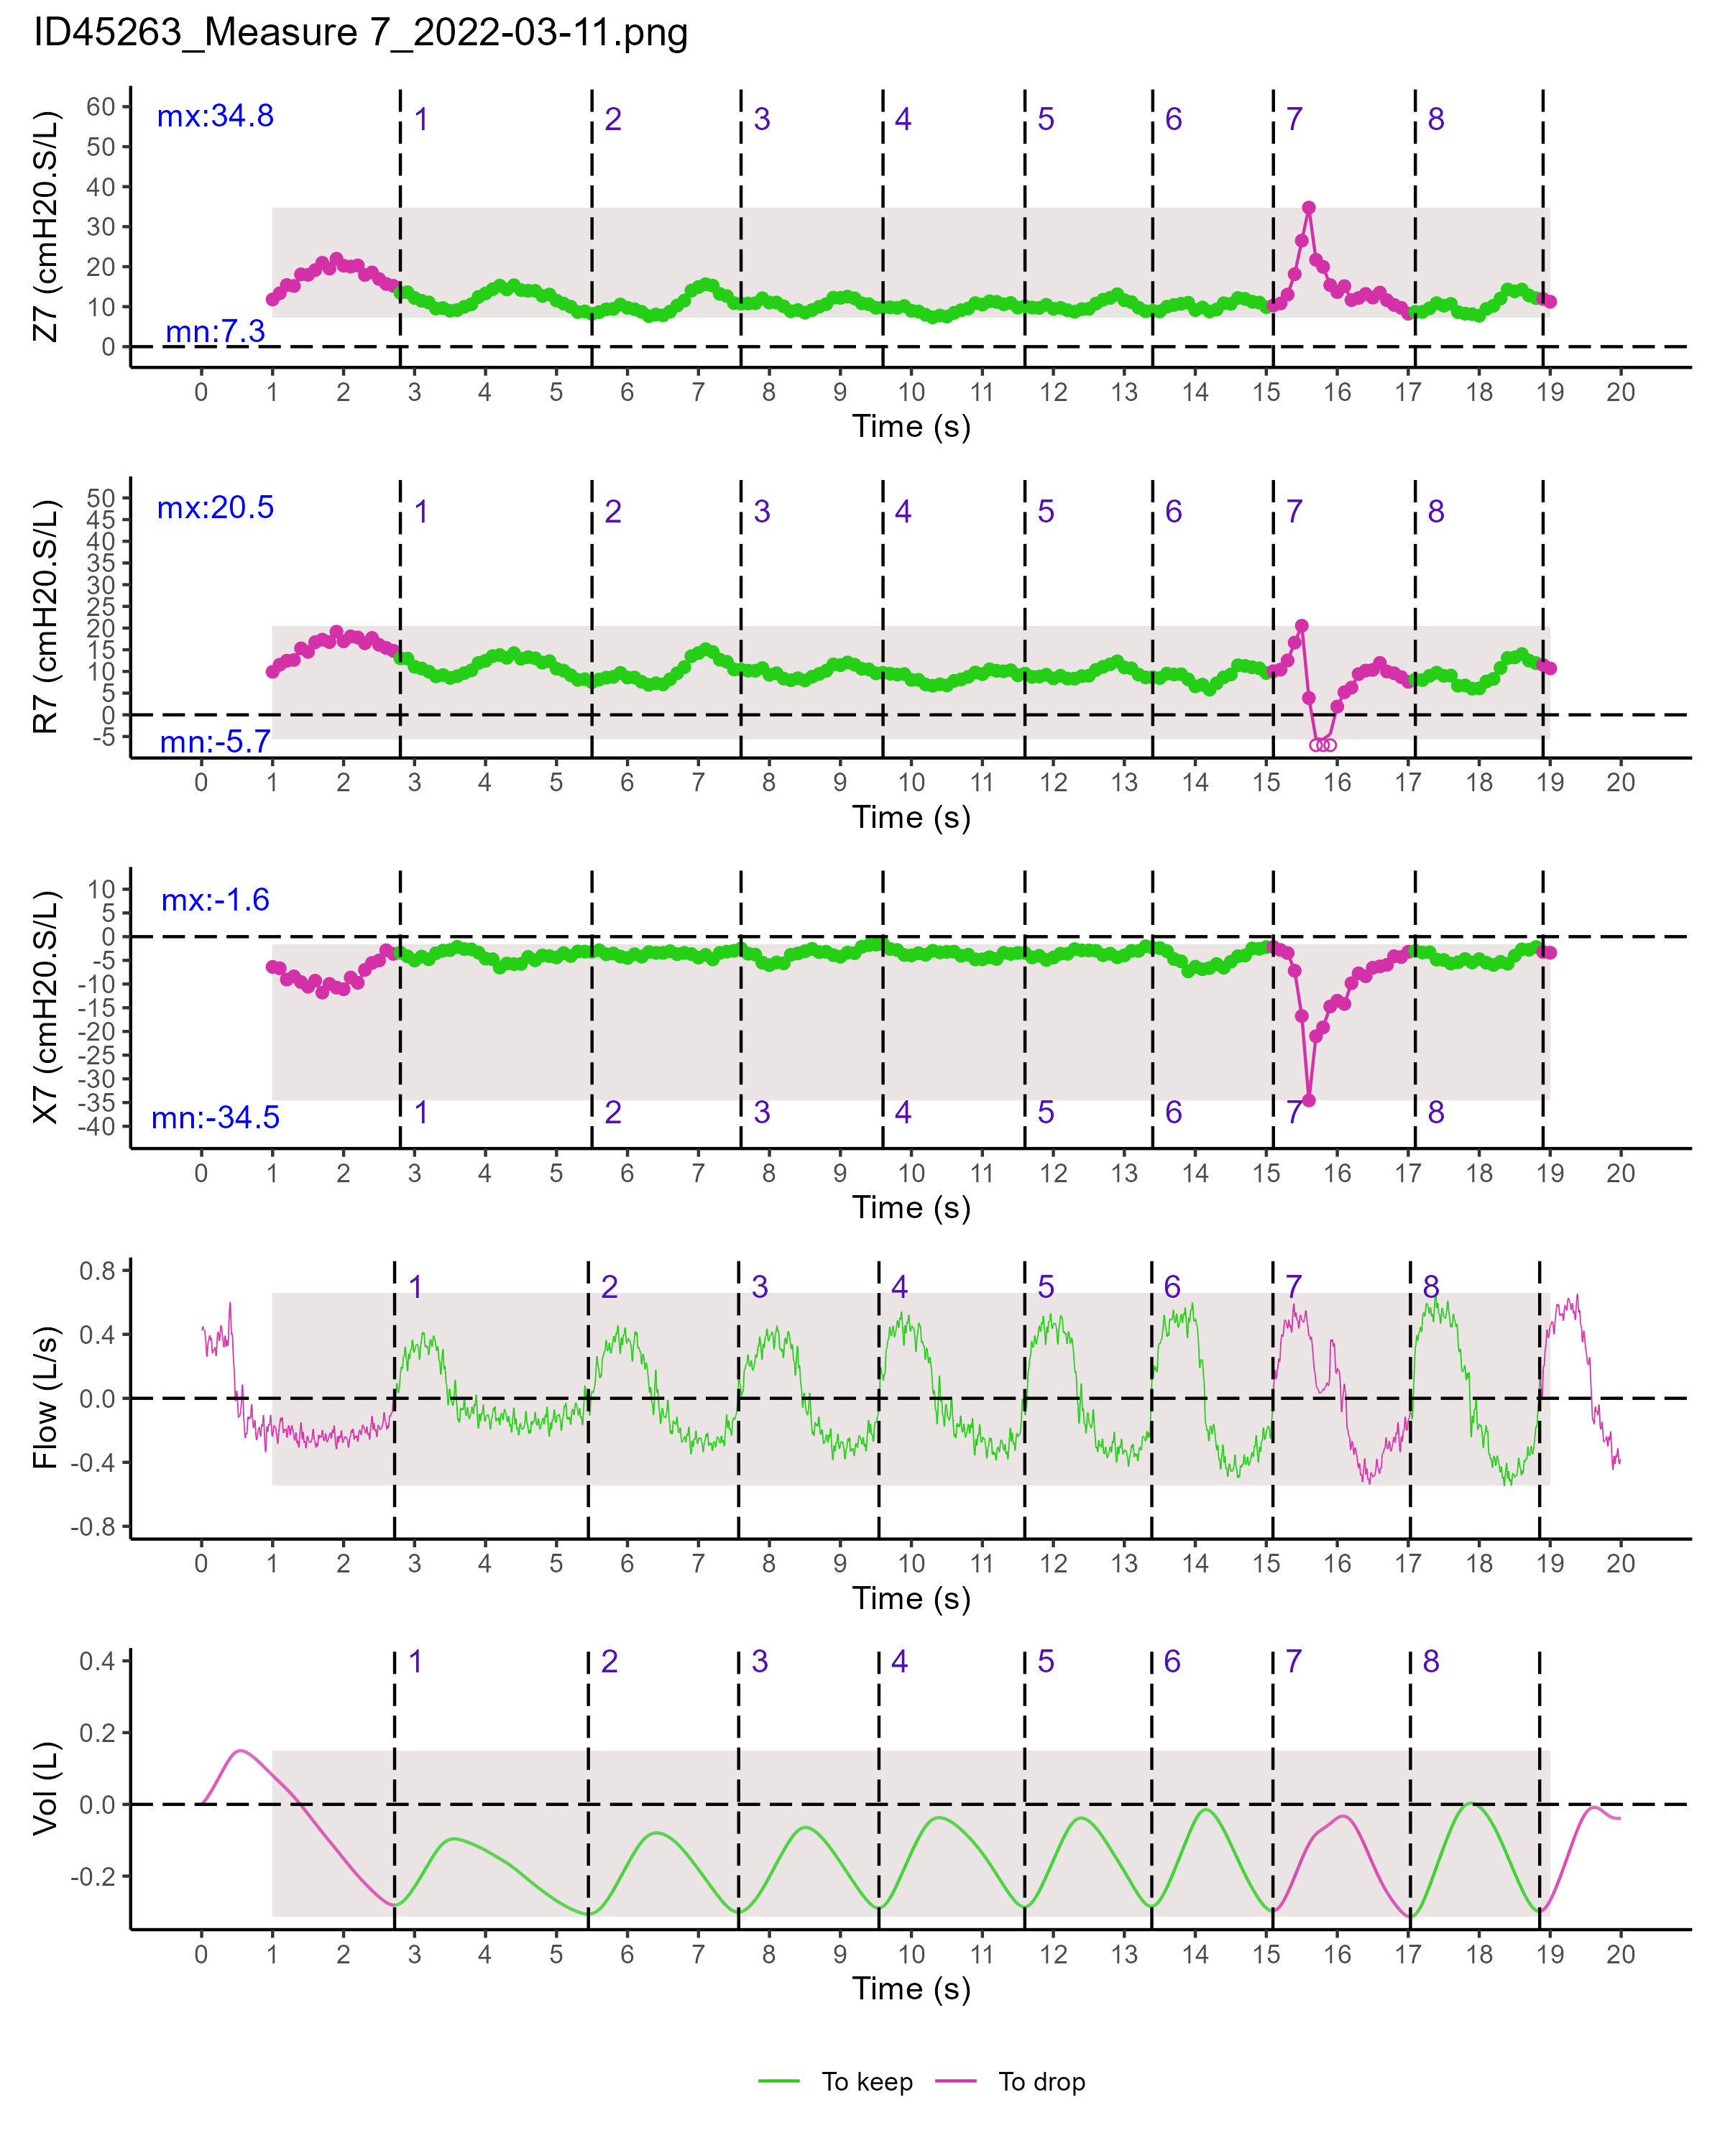 ID45263_Measure 7_2022-03-11.png
Z7 (cmH20.S/L)
60
50
40
30
20
10
0
mx:34.8
mn:7.3
1 2 3 4 5 6 7 8
0 1 2 3 4 5 6 7 8 9 10 11 12 13 14 15 16 17 18 19 20
Time (s)
R7 (cmH20.S/L)
50
45
40
35
30
25
20
15
10
5
0
-5
mx:20.5
mn:-5.7
1 2 3 4 5 6 7 8
0 1 2 3 4 5 6 7 8 9 10 11 12 13 14 15 16 17 18 19 20
Time (s)
X7 (cmH20.S/L)
10
5
0
-5
-10
-15
-20
-25
-30
-35
-40
mx:-1.6
mn:-34.5
1 2 3 4 5 6 7 8
0 1 2 3 4 5 6 7 8 9 10 11 12 13 14 15 16 17 18 19 20
Time (s)
Flow (L/s)
0.8
0.4
0.0
-0.4
-0.8
1 2 3 4 5 6 7 8
0 1 2 3 4 5 6 7 8 9 10 11 12 13 14 15 16 17 18 19 20
Time (s)
Vol (L)
0.4
0.2
0.0
-0.2
1 2 3 4 5 6 7 8
0 1 2 3 4 5 6 7 8 9 10 11 12 13 14 15 16 17 18 19 20
Time (s)
To keep To drop